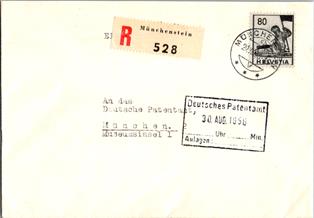 Münchenstein
R
528
80
HELVETIA
An das
Deutsche Patentamt,
München.
Museumsinsel 1
Deutsches Patentamt
30. AUG. 1956
Uhr Min.
Anlagen: